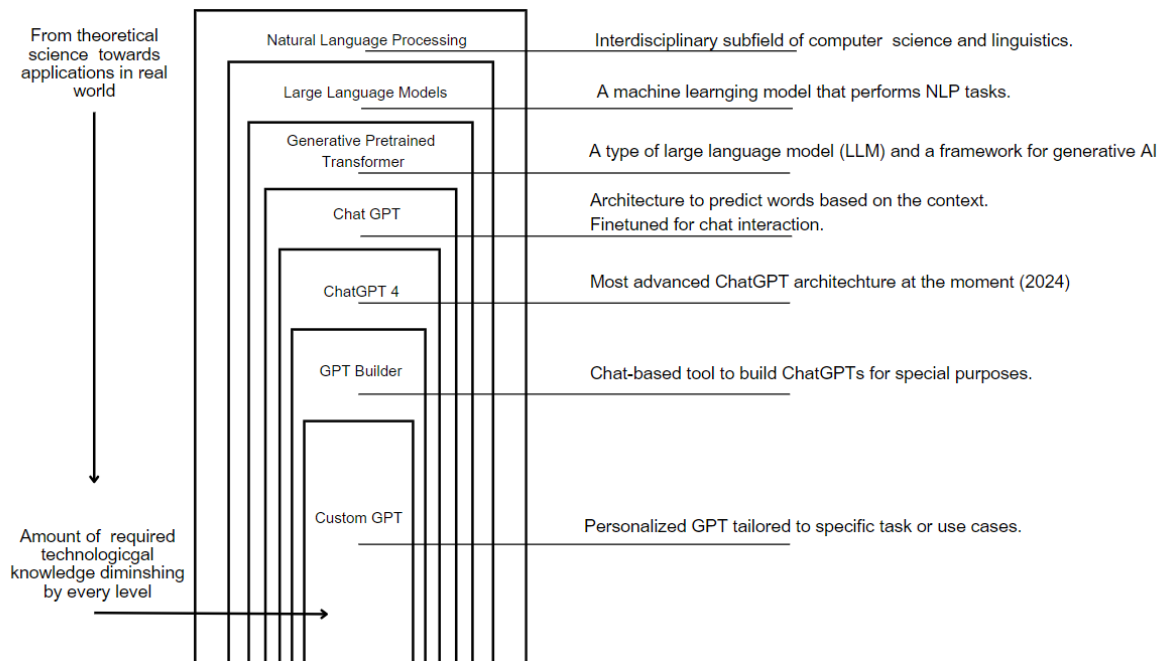 From theoretical
science towards
applications in real
world
Natural Language Processing
Interdisciplinary subfield of computer science and linguistics.
Large Language Models
A machine learnging model that performs NLP tasks.
Generative Pretrained
Transformer
A type of large language model (LLM) and a framework for generative AI
Chat GPT
Architecture to predict words based on the context.
Finetuned for chat interaction.
ChatGPT 4
Most advanced ChatGPT architechture at the moment (2024)
GPT Builder
Chat-based tool to build ChatGPTs for special purposes.
Custom GPT
Personalized GPT tailored to specific task or use cases.
Amount of required
technologicgal
knowledge diminshing
by every level